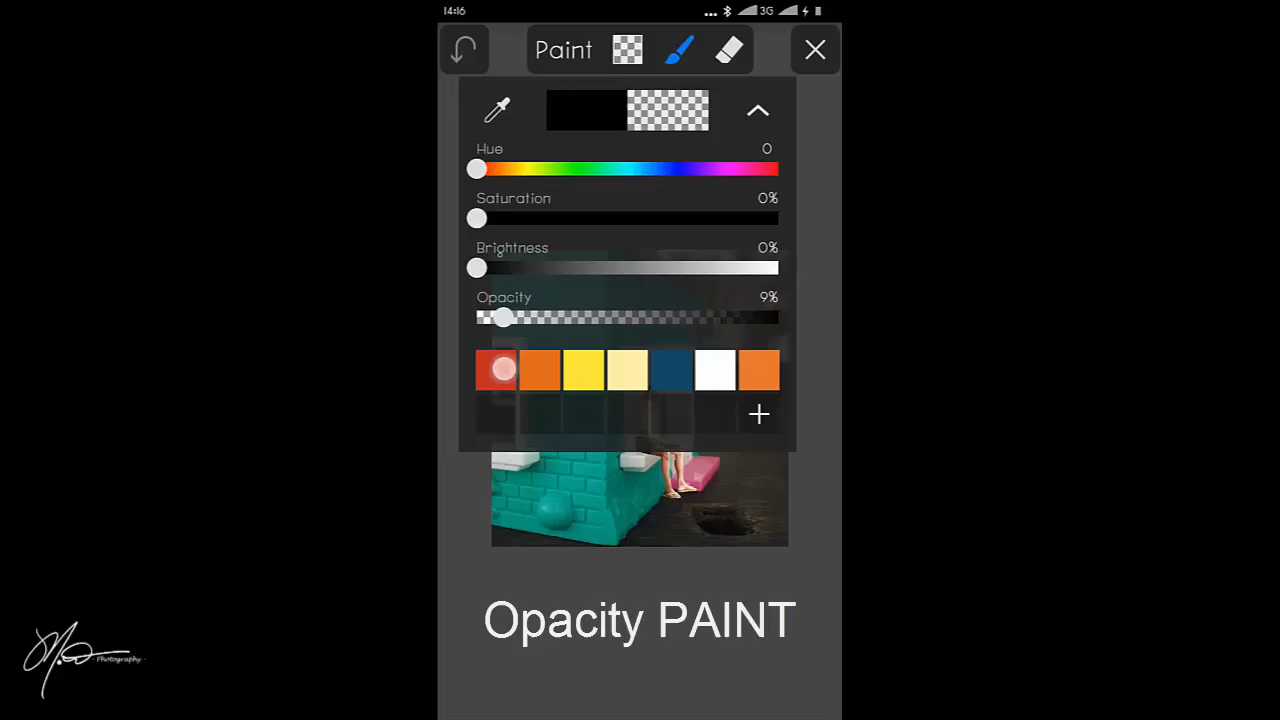 14:16
3G
Paint
Hue 0
Saturation 0%
Brightness 0%
Opacity 9%
Opacity PAINT
- Photography -